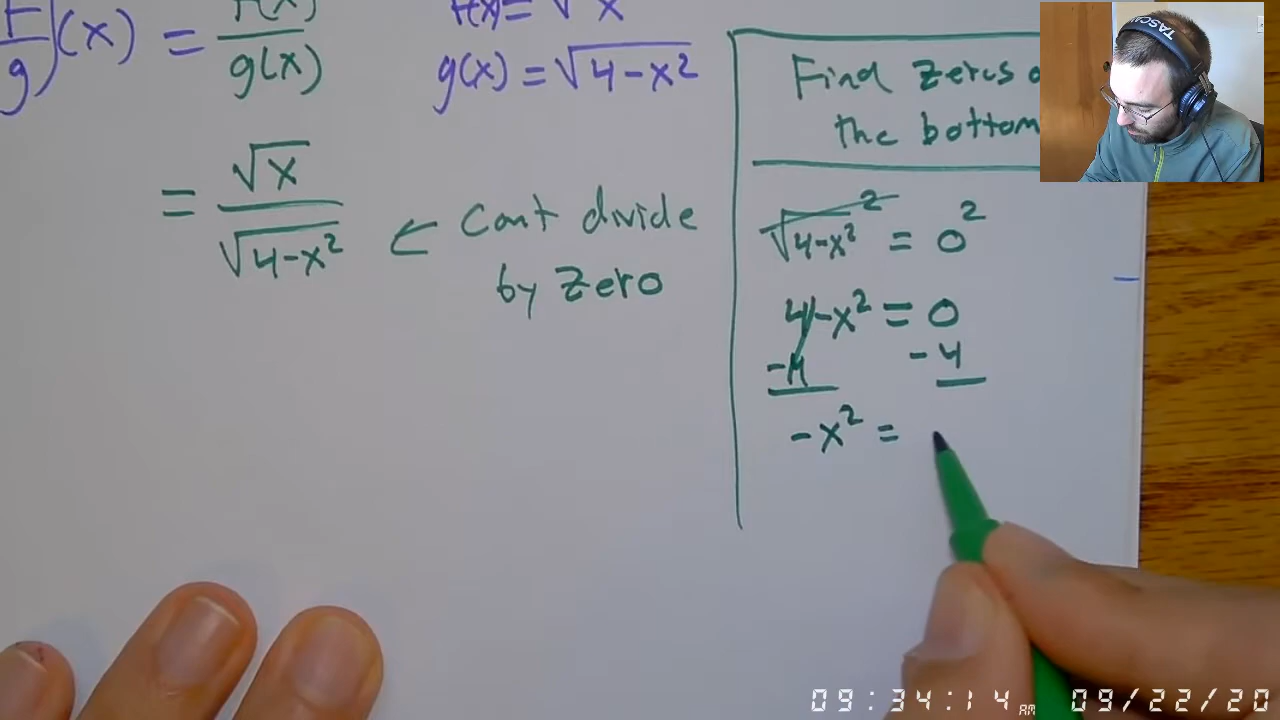 (F/g)(x) = f(x)/g(x)
f(x) = √x
g(x) = √(4-x²)
= √x/√(4-x²) ← Can't divide
by zero
Find zeros
the bottom
√(4-x²)² = 0²
4-x² = 0
-4 -4
-x² =
TASC
09:34:14 AM 09/22/20